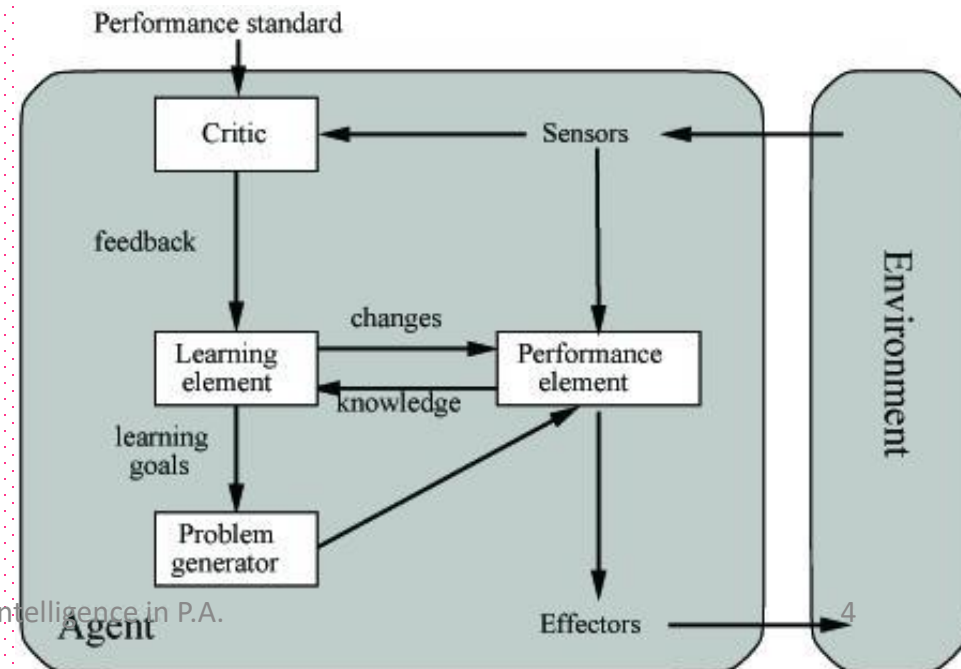 Performance standard
Critic
Sensors
feedback
changes
Learning
element
Performance
element
knowledge
learning
goals
Problem
generator
Environment
ntelligence in P.A.
Agent
Effectors
4